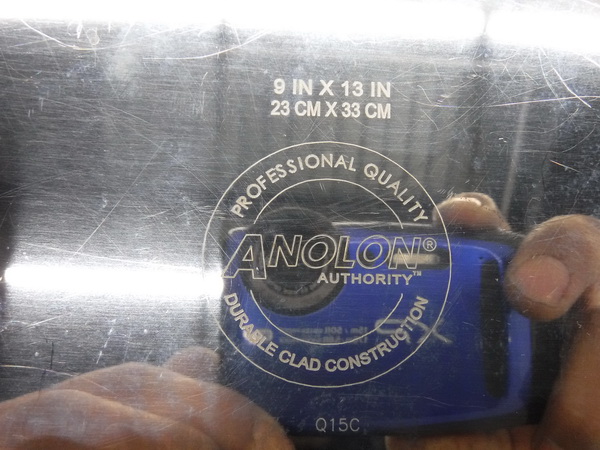 9 IN X 13 IN
23 CM X 33 CM
PROFESSIONAL QUALITY
ANOLON®
AUTHORITY™
DURABLE CLAD CONSTRUCTION
Q15C